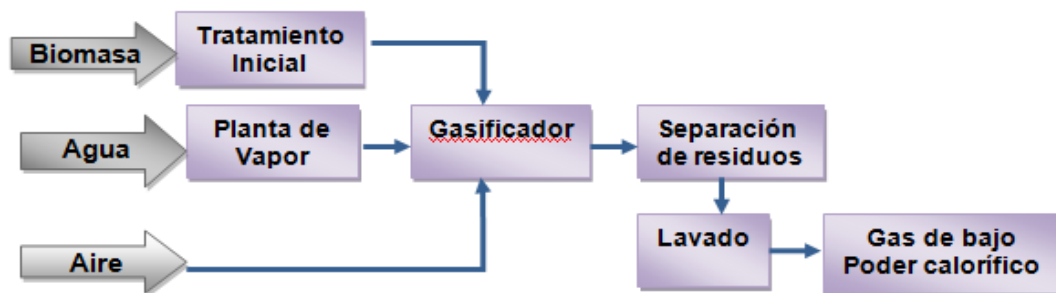 Biomasa
Tratamiento
Inicial
Agua
Planta de
Vapor
Gasificador
Separación
de residuos
Aire
Lavado
Gas de bajo
Poder calorífico